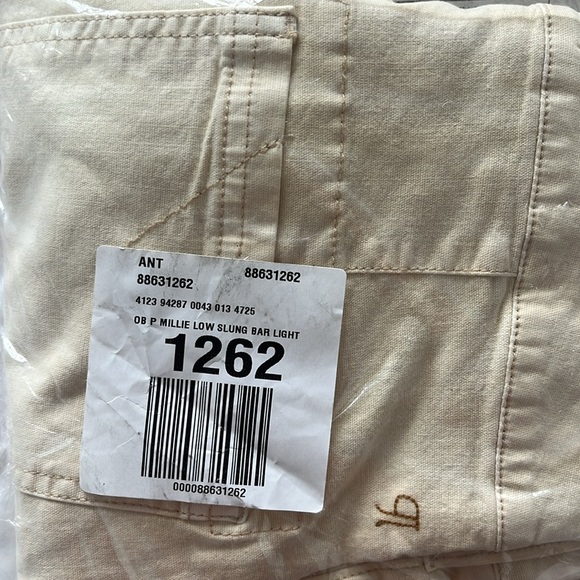 ANT
88631262 88631262
4123 94287 0043 013 4725
OB P MILLIE LOW SLUNG BAR LIGHT
1262
000088631262